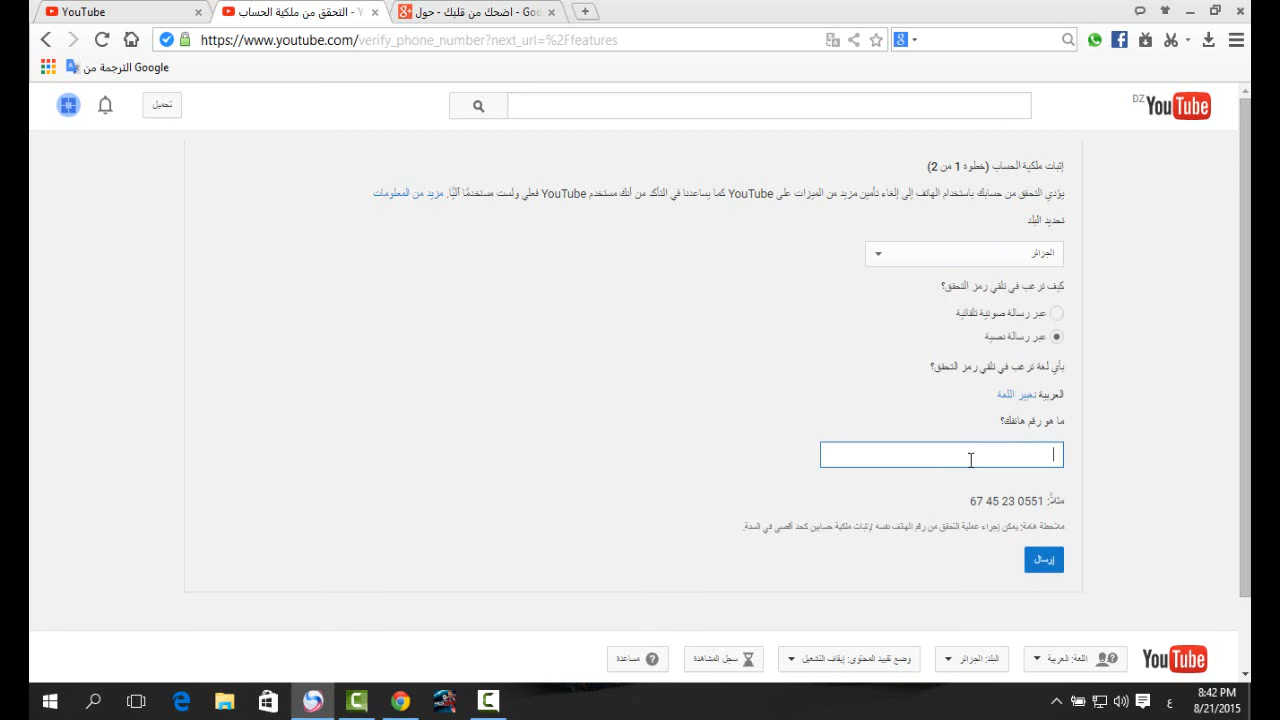 YouTube
التحقق من ملكية الحساب - Y
اضحك من قلبك - حول - Goo
https://www.youtube.com/verify_phone_number?next_url=%2Ffeatures
الترجمة من Google
تحميل
YouTube DZ
إثبات ملكية الحساب (خطوة 1 من 2)
يؤدي التحقق من حسابك باستخدام الهاتف إلى إلغاء تأمين مزيد من الميزات على YouTube كما يساعدنا في التأكد من أنك مستخدم YouTube فعلي ولست مستخدمًا آليًا. مزيد من المعلومات
تحديد البلد
الجزائر
كيف ترغب في تلقي رمز التحقق؟
عبر رسالة صوتية تلقائية
عبر رسالة نصية
بأي لغة ترغب في تلقي رمز التحقق؟
العربية تغيير اللغة
ما هو رقم هاتفك؟
مثلاً: 0551 23 45 67
ملاحظة هامة: يمكن إجراء عملية التحقق من رقم الهاتف نفسه لإثبات ملكية حسابين كحد أقصى في السنة.
إرسال
YouTube
اللغة: العربية
البلد: الجزائر
وضع تقييد المحتوى: إيقاف التشغيل
سجل المشاهدة
مساعدة
ع
8:42 PM
8/21/2015